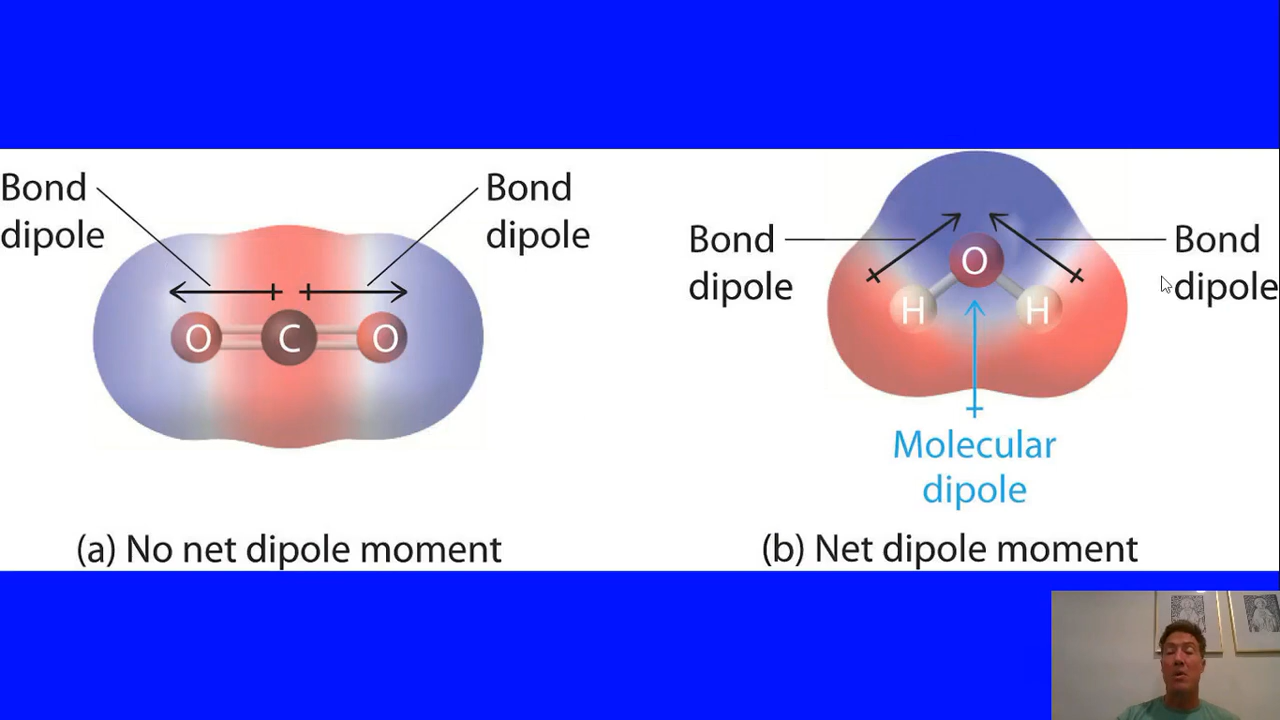 Bond
dipole
Bond
dipole
O C O
(a) No net dipole moment
Bond
dipole
Bond
dipole
O
H H
Molecular
dipole
(b) Net dipole moment